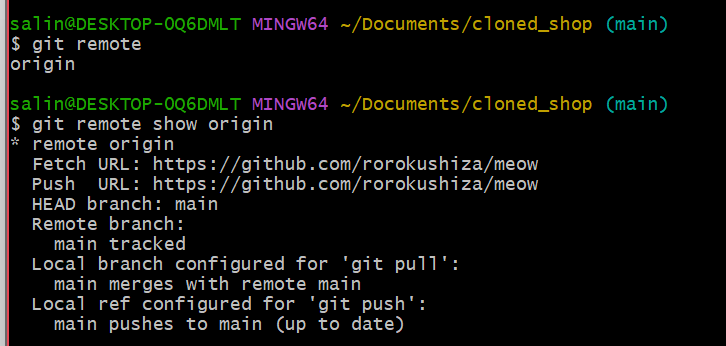 salin@DESKTOP-OQ6DMLT MINGW64 ~/Documents/cloned_shop (main)
$ git remote
origin
salin@DESKTOP-OQ6DMLT MINGW64 ~/Documents/cloned_shop (main)
$ git remote show origin
* remote origin
  Fetch URL: https://github.com/rorokushiza/meow
  Push  URL: https://github.com/rorokushiza/meow
  HEAD branch: main
  Remote branch:
    main tracked
  Local branch configured for 'git pull':
    main merges with remote main
  Local ref configured for 'git push':
    main pushes to main (up to date)